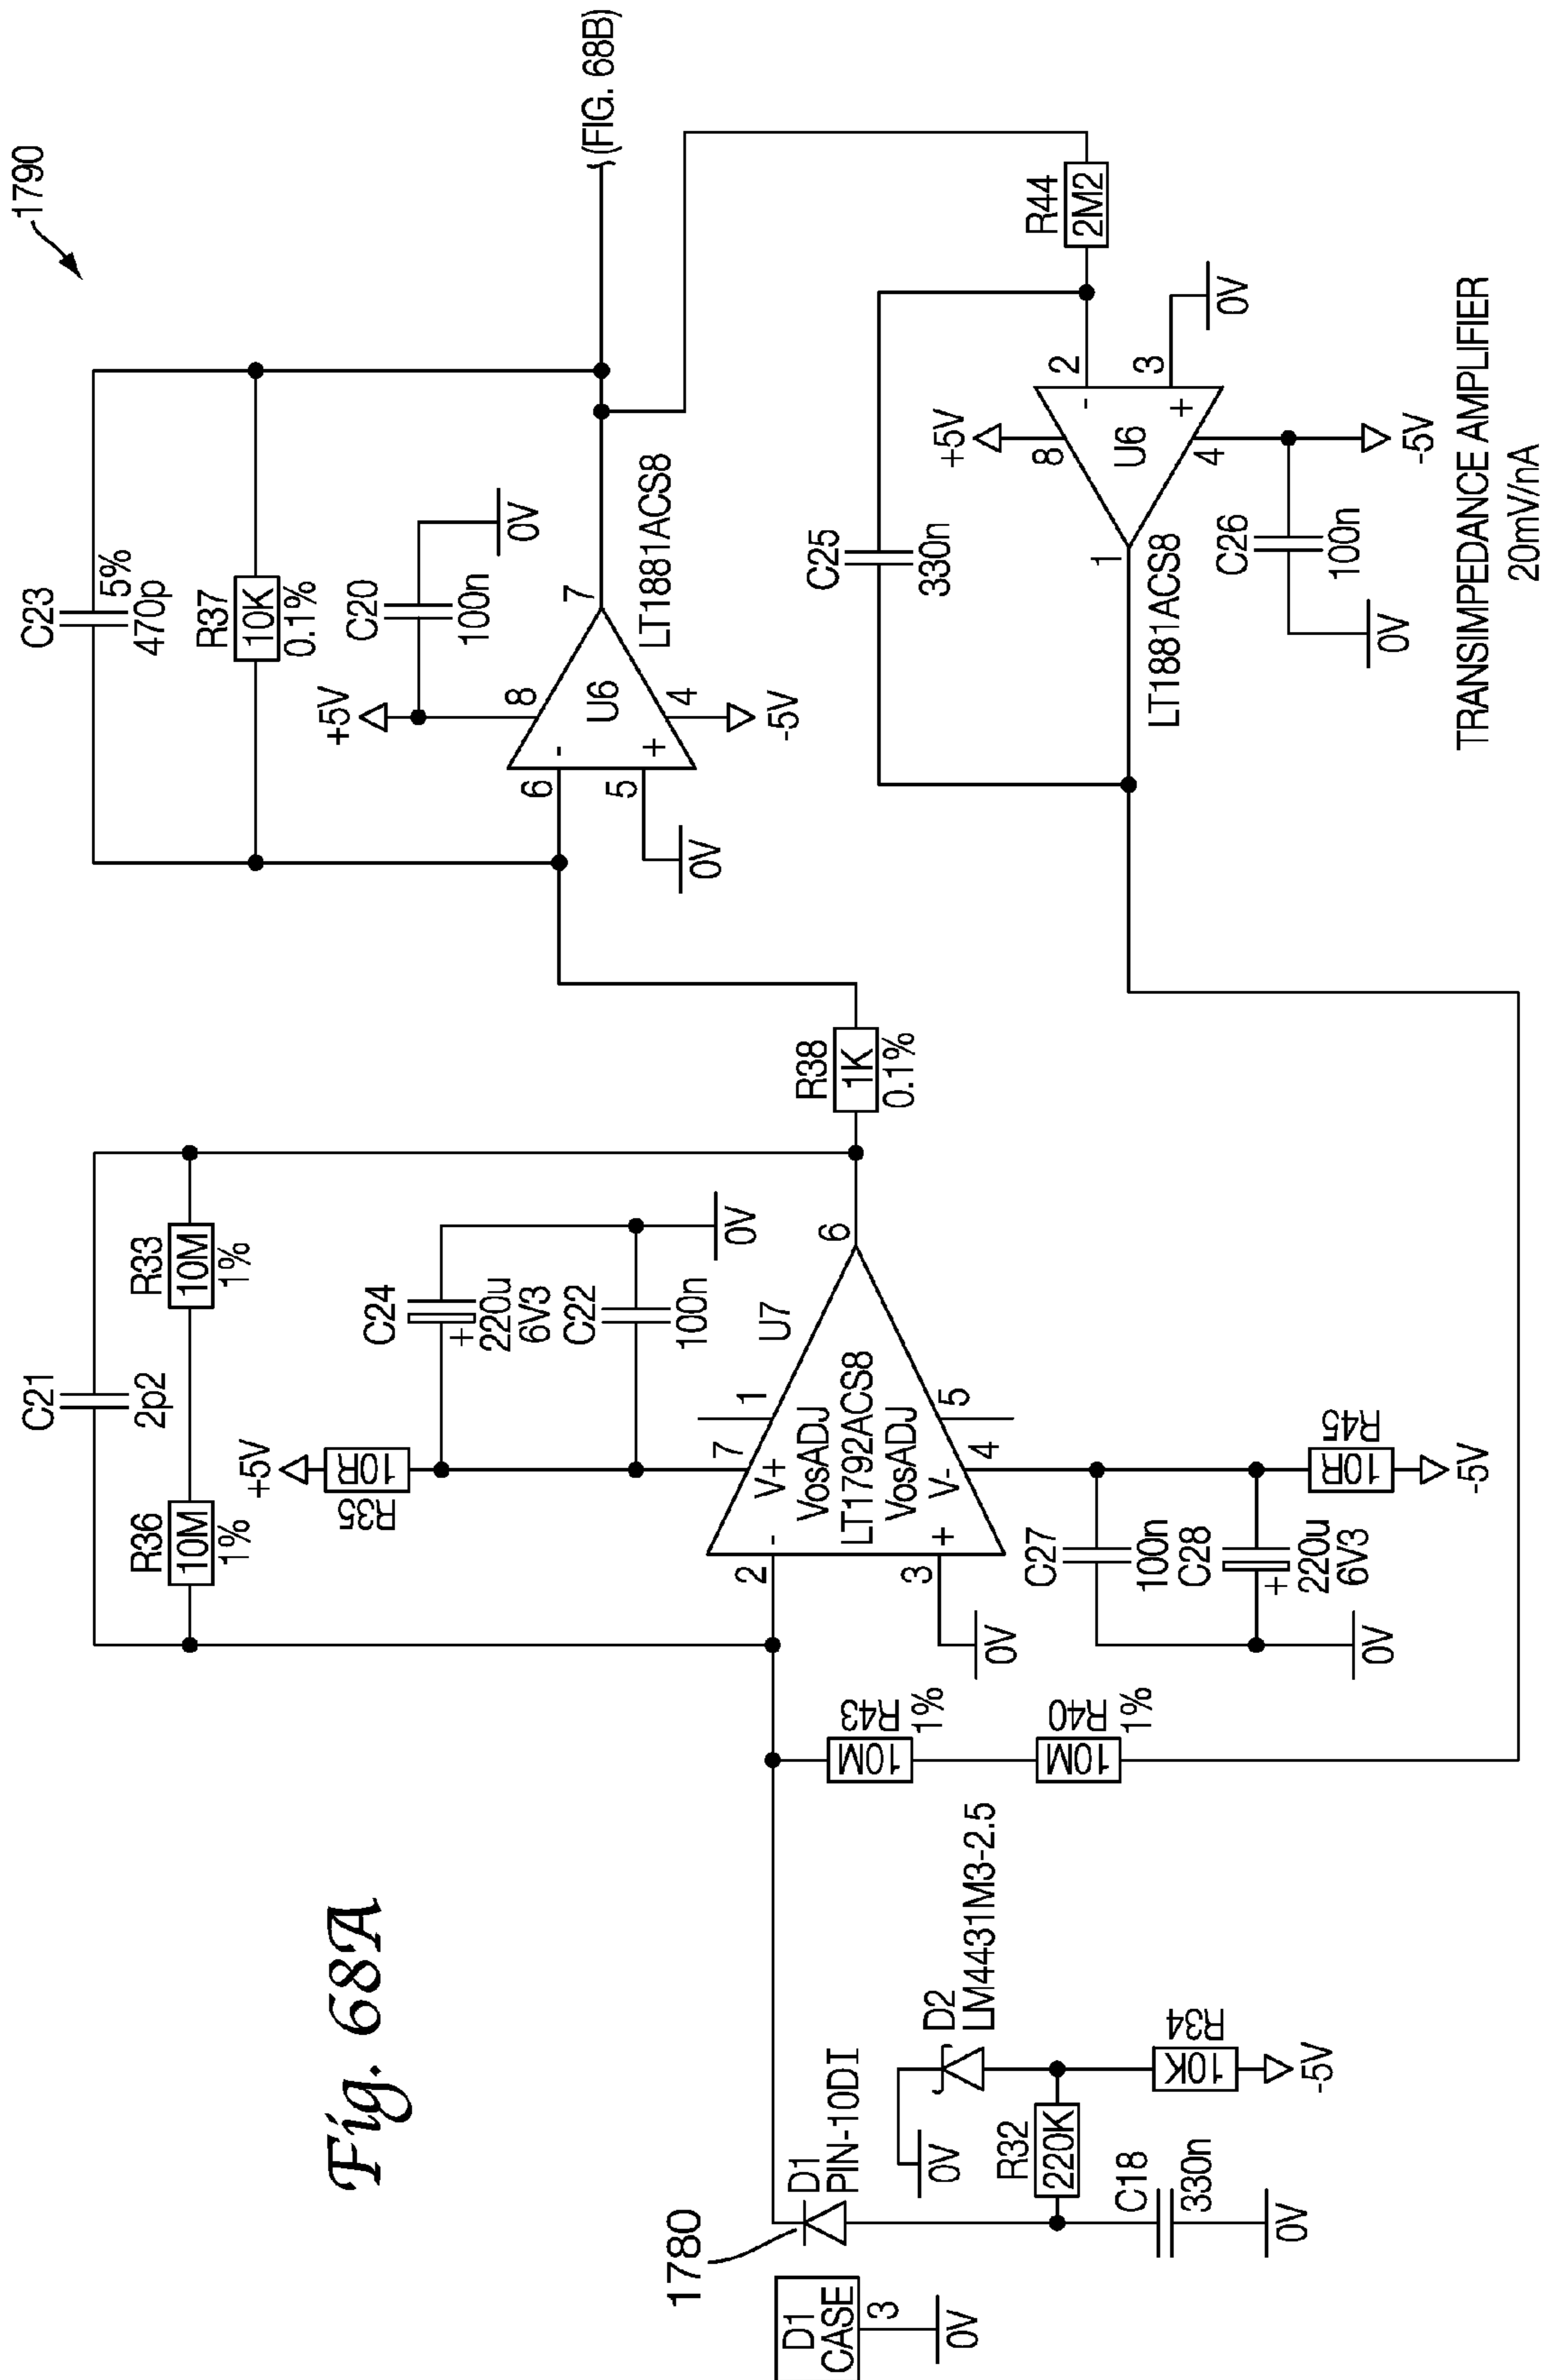 Fig. 68A
1790
C23
5%
470p
R37
10K
0.1%
C20
100n
0V
+5V
8
7
6
-
U6
5
+
4
0V
-5V
LT1881ACS8
(FIG. 68B)
R44
2M2
C25
330n
+5V
8
2
-
U6
3
+
0V
1
4
LT1881ACS8
C26
100n
0V
-5V
TRANSIMPEDANCE AMPLIFIER
20mV/nA
C21
2p2
R36
10M
1%
R33
10M
1%
+5V
R35
10R
C24
+
220u
6V3
C22
100n
0V
U7
1
7
V+
VosADJ
LT1792ACS8
VosADJ
V-
2
-
3
+
0V
6
5
4
R38
1K
0.1%
C27
100n
C28
+
220u
6V3
0V
R45
10R
-5V
R43
10M
1%
R40
10M
1%
1780
D1
PIN-10DI
D1
CASE
3
0V
D2
LM4431M3-2.5
0V
R32
220K
C18
330n
0V
R34
10K
-5V